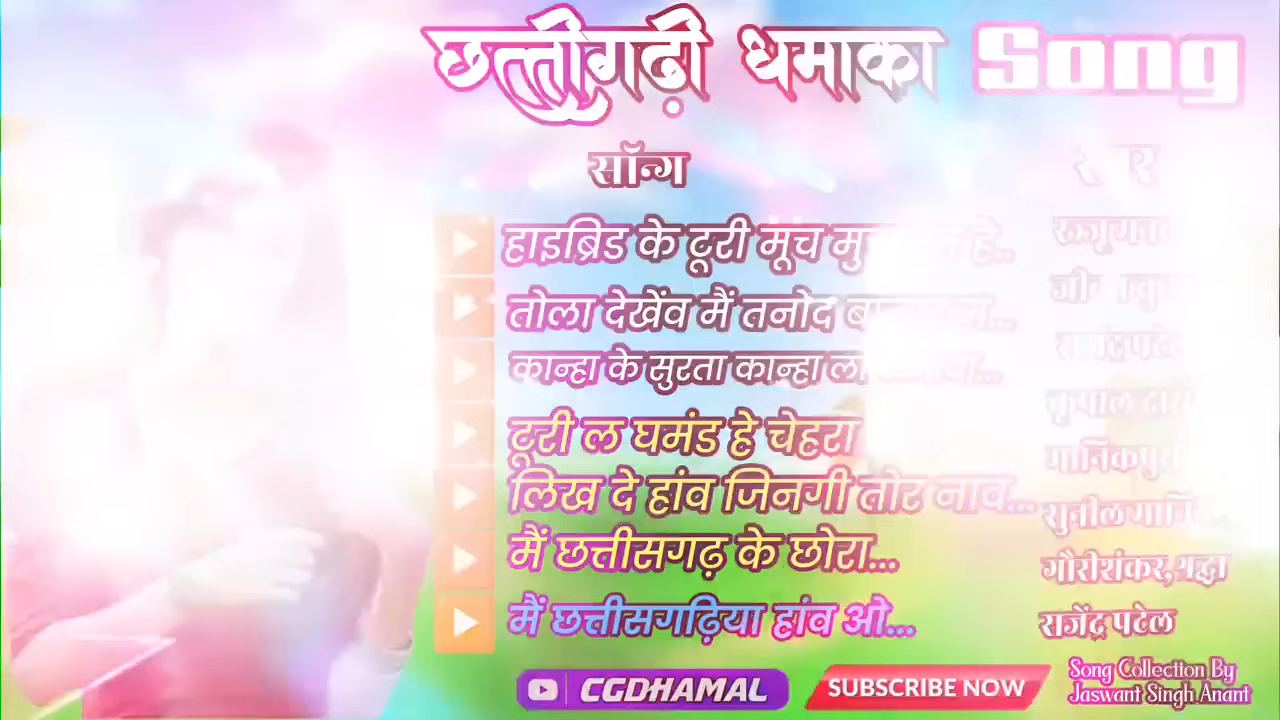 छत्तीगढ़ी धमाका Song
सॉन्ग
हाइब्रिड के टूरी मूंच हे..
तोला देखेंव मैं तनोद
कान्हा के सुरता कान्हा
टूरी ल घमंड हे चेहरा
कृपाल दास
लिख दे हांव जिनगी तोर नाव...
मानिकपुरी
सुनील मानि
मैं छत्तीसगढ़ के छोरा...
गौरीशंकर,श्रद्धा
मैं छत्तीसगढ़िया हांव ओ...
राजेंद्र पटेल
CGDHAMAL
SUBSCRIBE NOW
Song Collection By
Jaswant Singh Anant